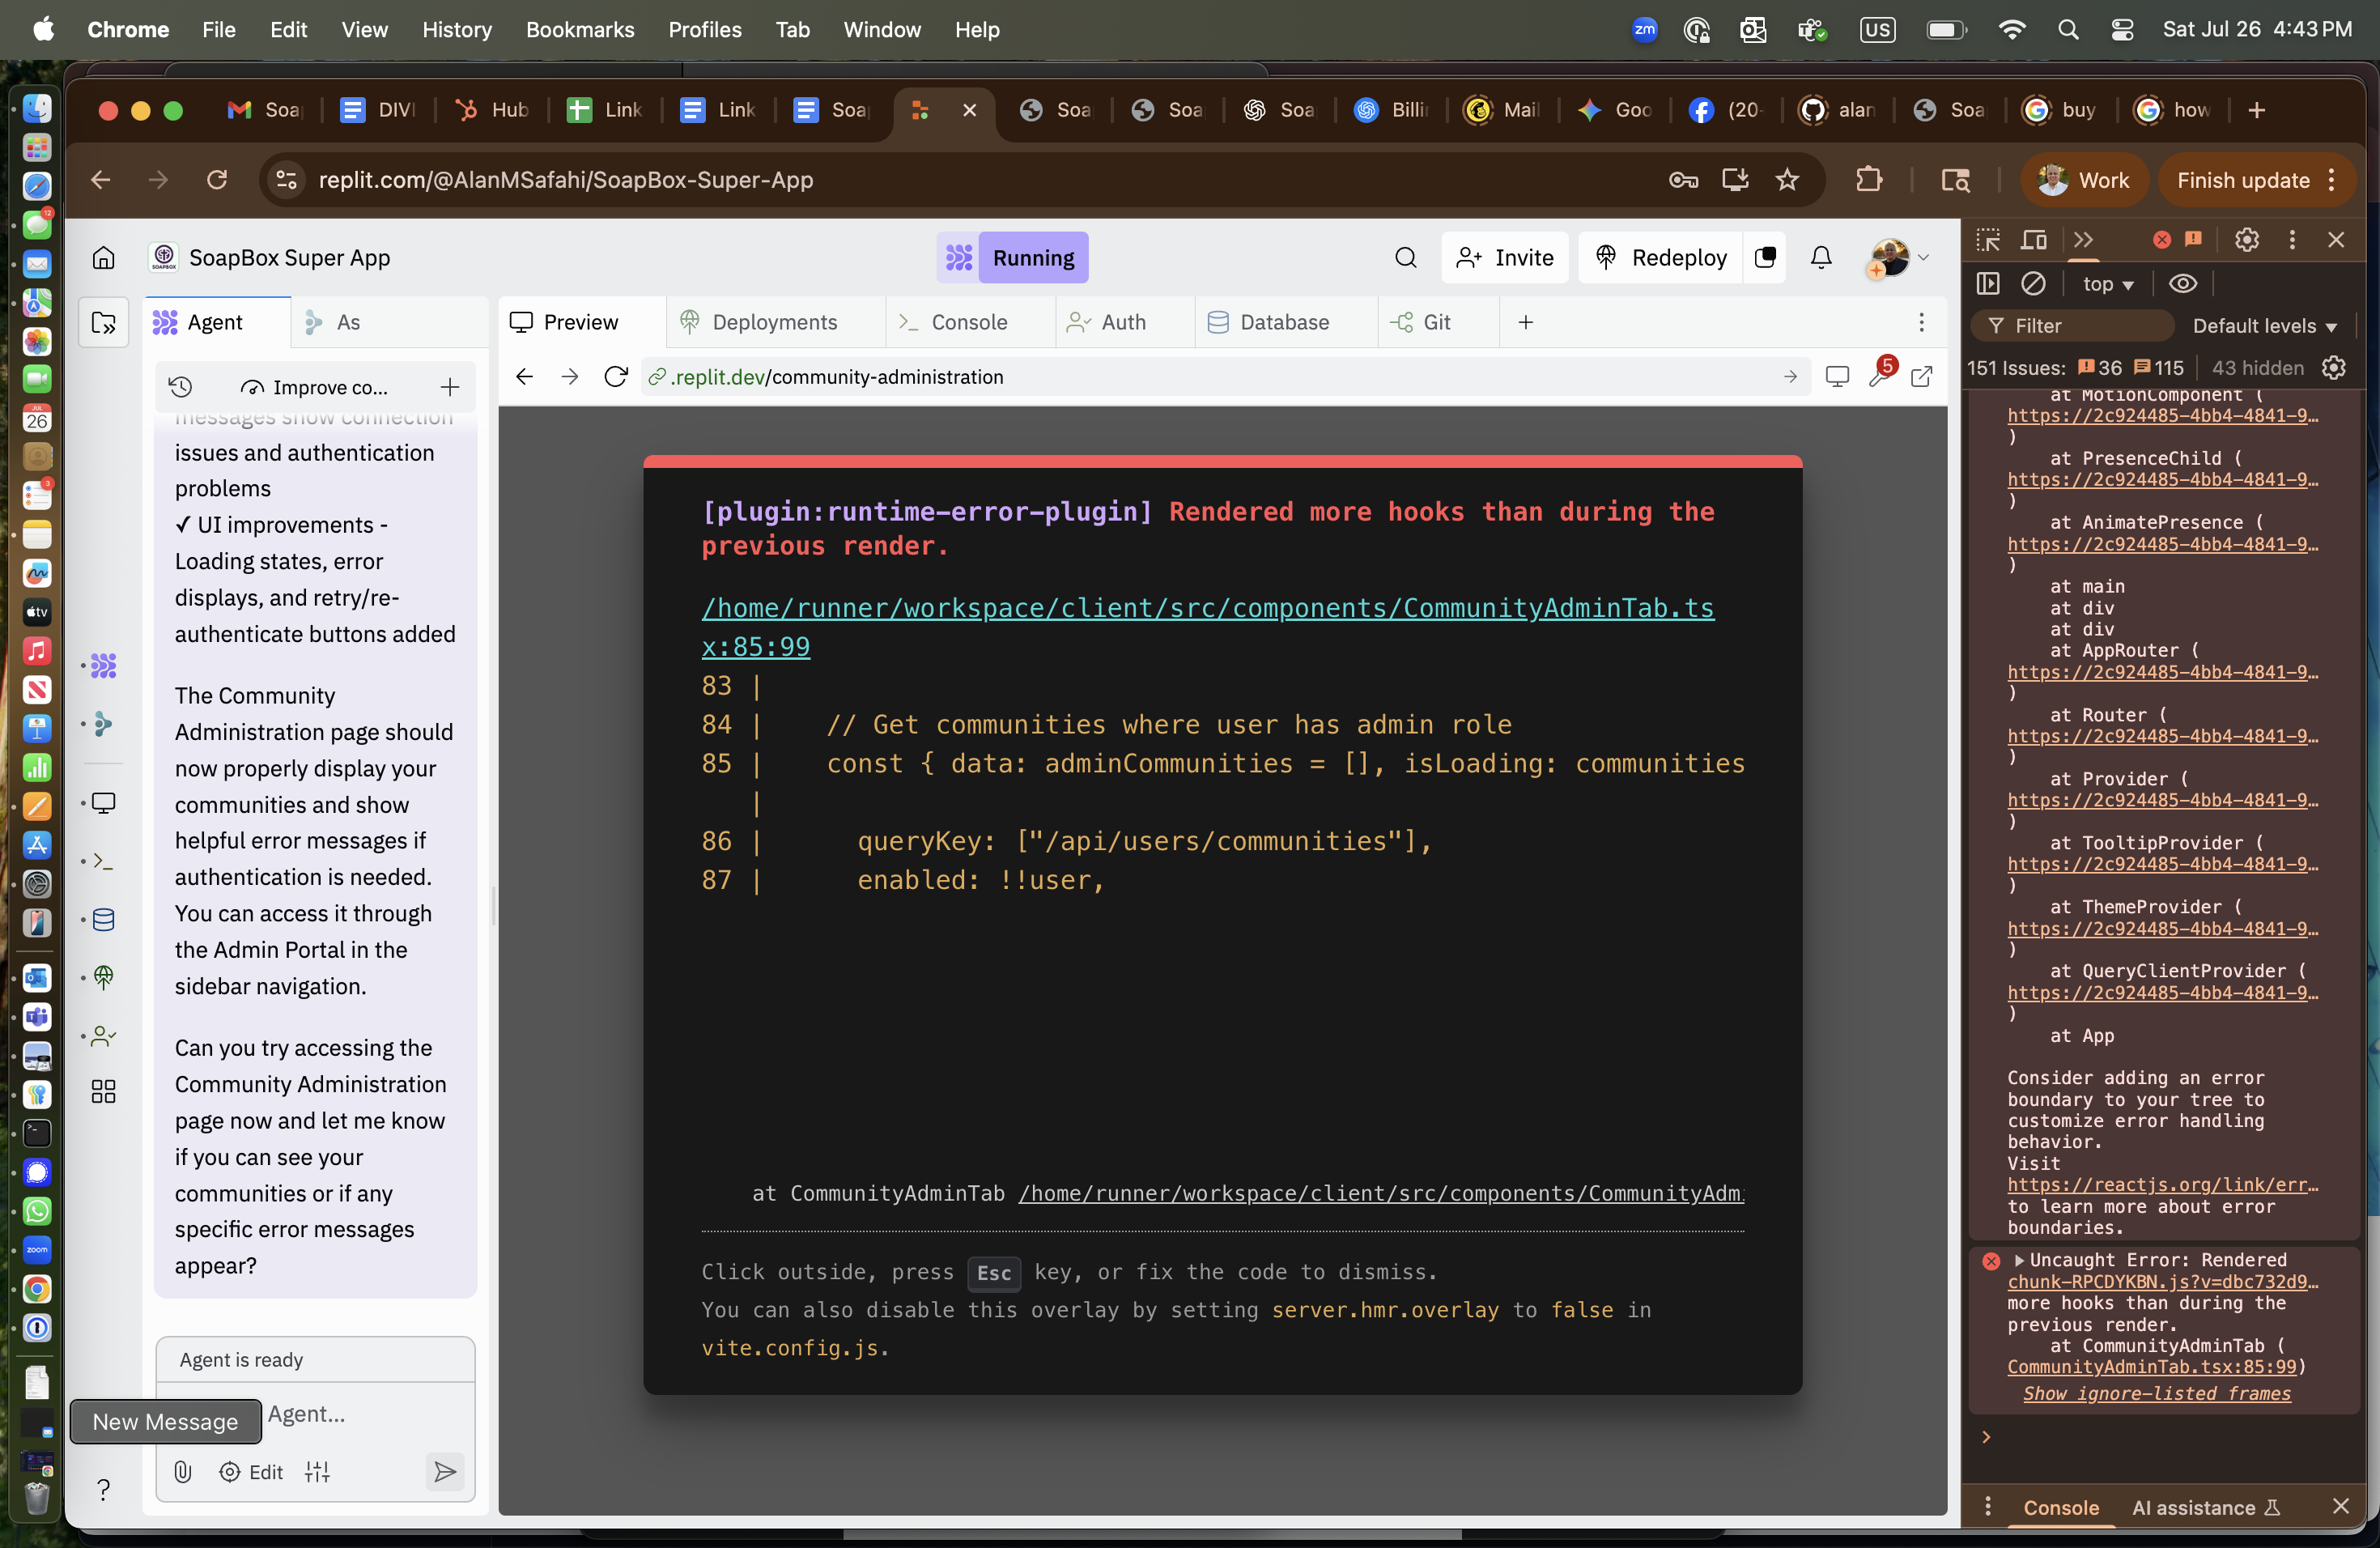 Chrome File Edit View History Bookmarks Profiles Tab Window Help
zm US Sat Jul 26 4:43 PM
Soa DIVI Hub Link Link Soa Soa Soa Soa Billi Mail Goo (20- alan Soa buy how
replit.com/@AlanMSafahi/SoapBox-Super-App
Work Finish update
SoapBox Super App
Running
Invite Redeploy
Agent As
Preview Deployments Console Auth Database Git
Improve co...
.replit.dev/community-administration
5
messages show connection
issues and authentication
problems
✓ UI improvements -
Loading states, error
displays, and retry/re-
authenticate buttons added
The Community
Administration page should
now properly display your
communities and show
helpful error messages if
authentication is needed.
You can access it through
the Admin Portal in the
sidebar navigation.
Can you try accessing the
Community Administration
page now and let me know
if you can see your
communities or if any
specific error messages
appear?
Agent is ready
New Message
Agent...
Edit
[plugin:runtime-error-plugin] Rendered more hooks than during the
previous render.
/home/runner/workspace/client/src/components/CommunityAdminTab.ts
x:85:99
83 |
84 | // Get communities where user has admin role
85 | const { data: adminCommunities = [], isLoading: communities
|
86 | queryKey: ["/api/users/communities"],
87 | enabled: !!user,
at CommunityAdminTab /home/runner/workspace/client/src/components/CommunityAdm
Click outside, press Esc key, or fix the code to dismiss.
You can also disable this overlay by setting server.hmr.overlay to false in
vite.config.js.
top
Filter
Default levels
151 Issues: 36 115 43 hidden
at MotionComponent (
https://2c924485-4bb4-4841-9…
)
at PresenceChild (
https://2c924485-4bb4-4841-9…
)
at AnimatePresence (
https://2c924485-4bb4-4841-9…
)
at main
at div
at div
at AppRouter (
https://2c924485-4bb4-4841-9…
)
at Router (
https://2c924485-4bb4-4841-9…
)
at Provider (
https://2c924485-4bb4-4841-9…
)
at TooltipProvider (
https://2c924485-4bb4-4841-9…
)
at ThemeProvider (
https://2c924485-4bb4-4841-9…
)
at QueryClientProvider (
https://2c924485-4bb4-4841-9…
)
at App
Consider adding an error
boundary to your tree to
customize error handling
behavior.
Visit
https://reactjs.org/link/err…
to learn more about error
boundaries.
Uncaught Error: Rendered
chunk-RPCDYKBN.js?v=dbc732d9…
more hooks than during the
previous render.
at CommunityAdminTab (
CommunityAdminTab.tsx:85:99)
Show ignore-listed frames
Console AI assistance
12
JUL
26
3
tv
zoom
SOAPBOX